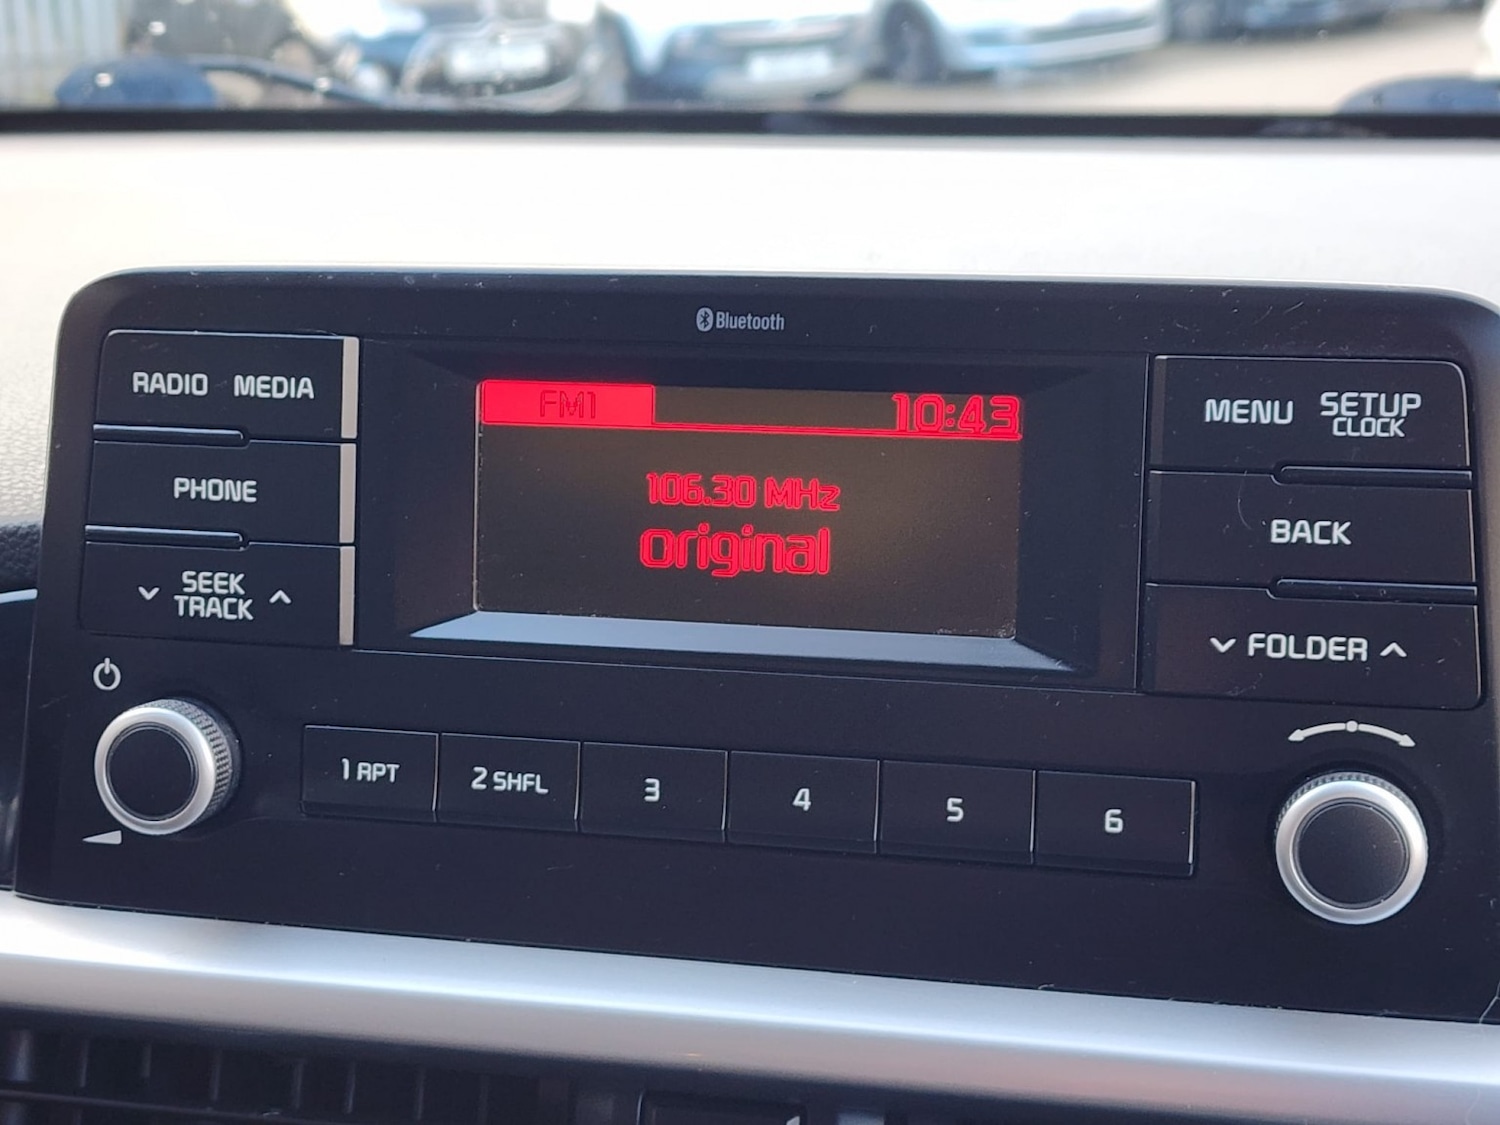 Bluetooth
RADIO MEDIA
PHONE
SEEK
TRACK
FM1 10:43
106.30 MHz
original
MENU SETUP
CLOCK
BACK
FOLDER
1 RPT 2 SHFL 3 4 5 6